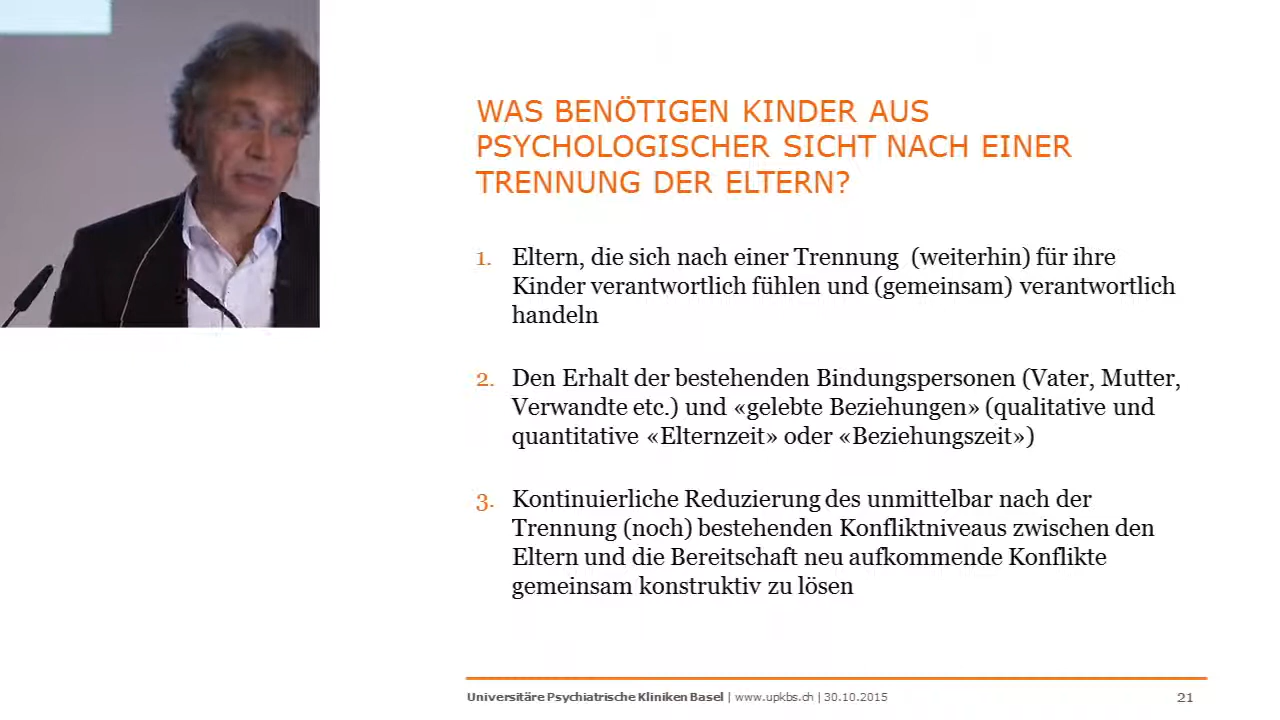 WAS BENÖTIGEN KINDER AUS
PSYCHOLOGISCHER SICHT NACH EINER
TRENNUNG DER ELTERN?
1. Eltern, die sich nach einer Trennung (weiterhin) für ihre
Kinder verantwortlich fühlen und (gemeinsam) verantwortlich
handeln
2. Den Erhalt der bestehenden Bindungspersonen (Vater, Mutter,
Verwandte etc.) und «gelebte Beziehungen» (qualitative und
quantitative «Elternzeit» oder «Beziehungszeit»)
3. Kontinuierliche Reduzierung des unmittelbar nach der
Trennung (noch) bestehenden Konfliktniveaus zwischen den
Eltern und die Bereitschaft neu aufkommende Konflikte
gemeinsam konstruktiv zu lösen
Universitäre Psychiatrische Kliniken Basel | www.upkbs.ch | 30.10.2015 21